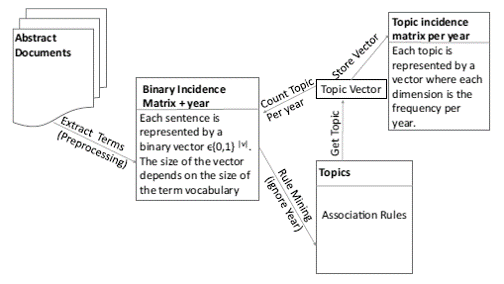 Abstract
Documents
Extract Terms
(Preprocessing)
Binary Incidence
Matrix + year
Each sentence is
represented by a
binary vector ϵ{0,1} |v|.
The size of the vector
depends on the size of
the term vocabulary
Count Topic
Per year
Store Vector
Topic Vector
Topic incidence
matrix per year
Each topic is
represented by a
vector where each
dimension is the
frequency per
year.
Get Topic
Rule Mining
(ignore Year)
Topics
Association Rules